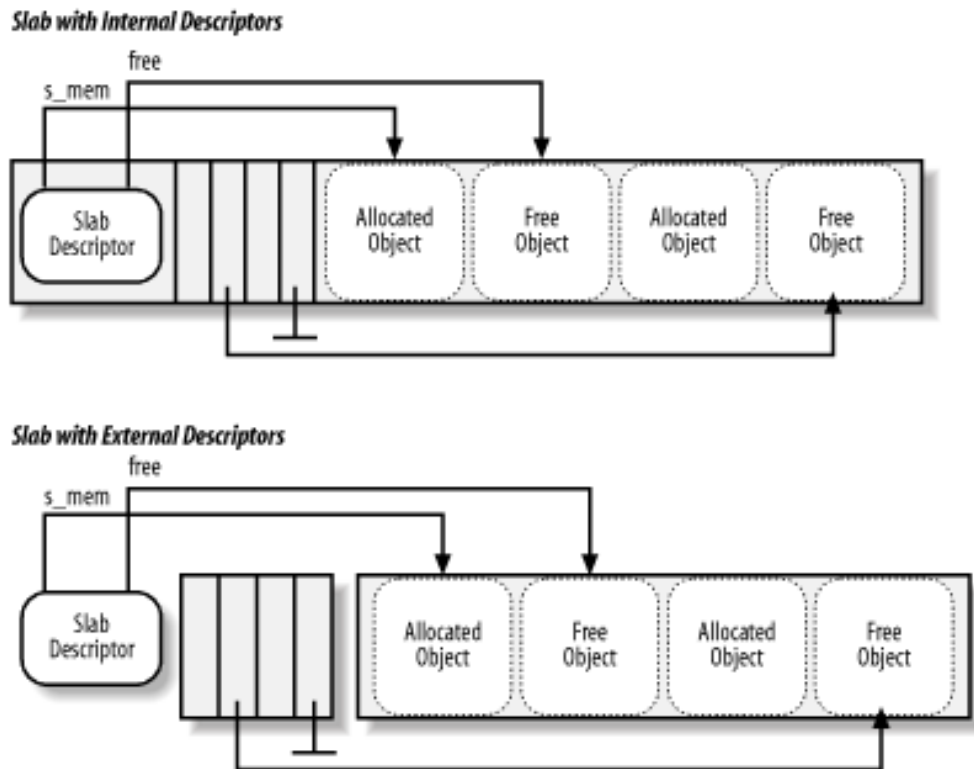 Slab with Internal Descriptors
free
s_mem
Slab
Descriptor
Allocated
Object
Free
Object
Allocated
Object
Free
Object
Slab with External Descriptors
free
s_mem
Slab
Descriptor
Allocated
Object
Free
Object
Allocated
Object
Free
Object